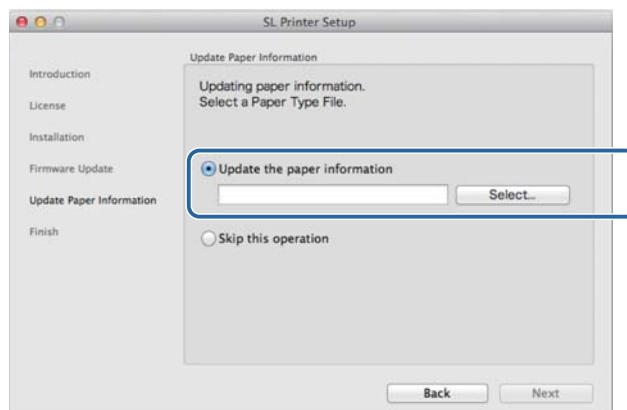 SL Printer Setup
Introduction
License
Installation
Firmware Update
Update Paper Information
Finish
Update Paper Information
Updating paper information.
Select a Paper Type File.
Update the paper information
Select...
Skip this operation
Back
Next